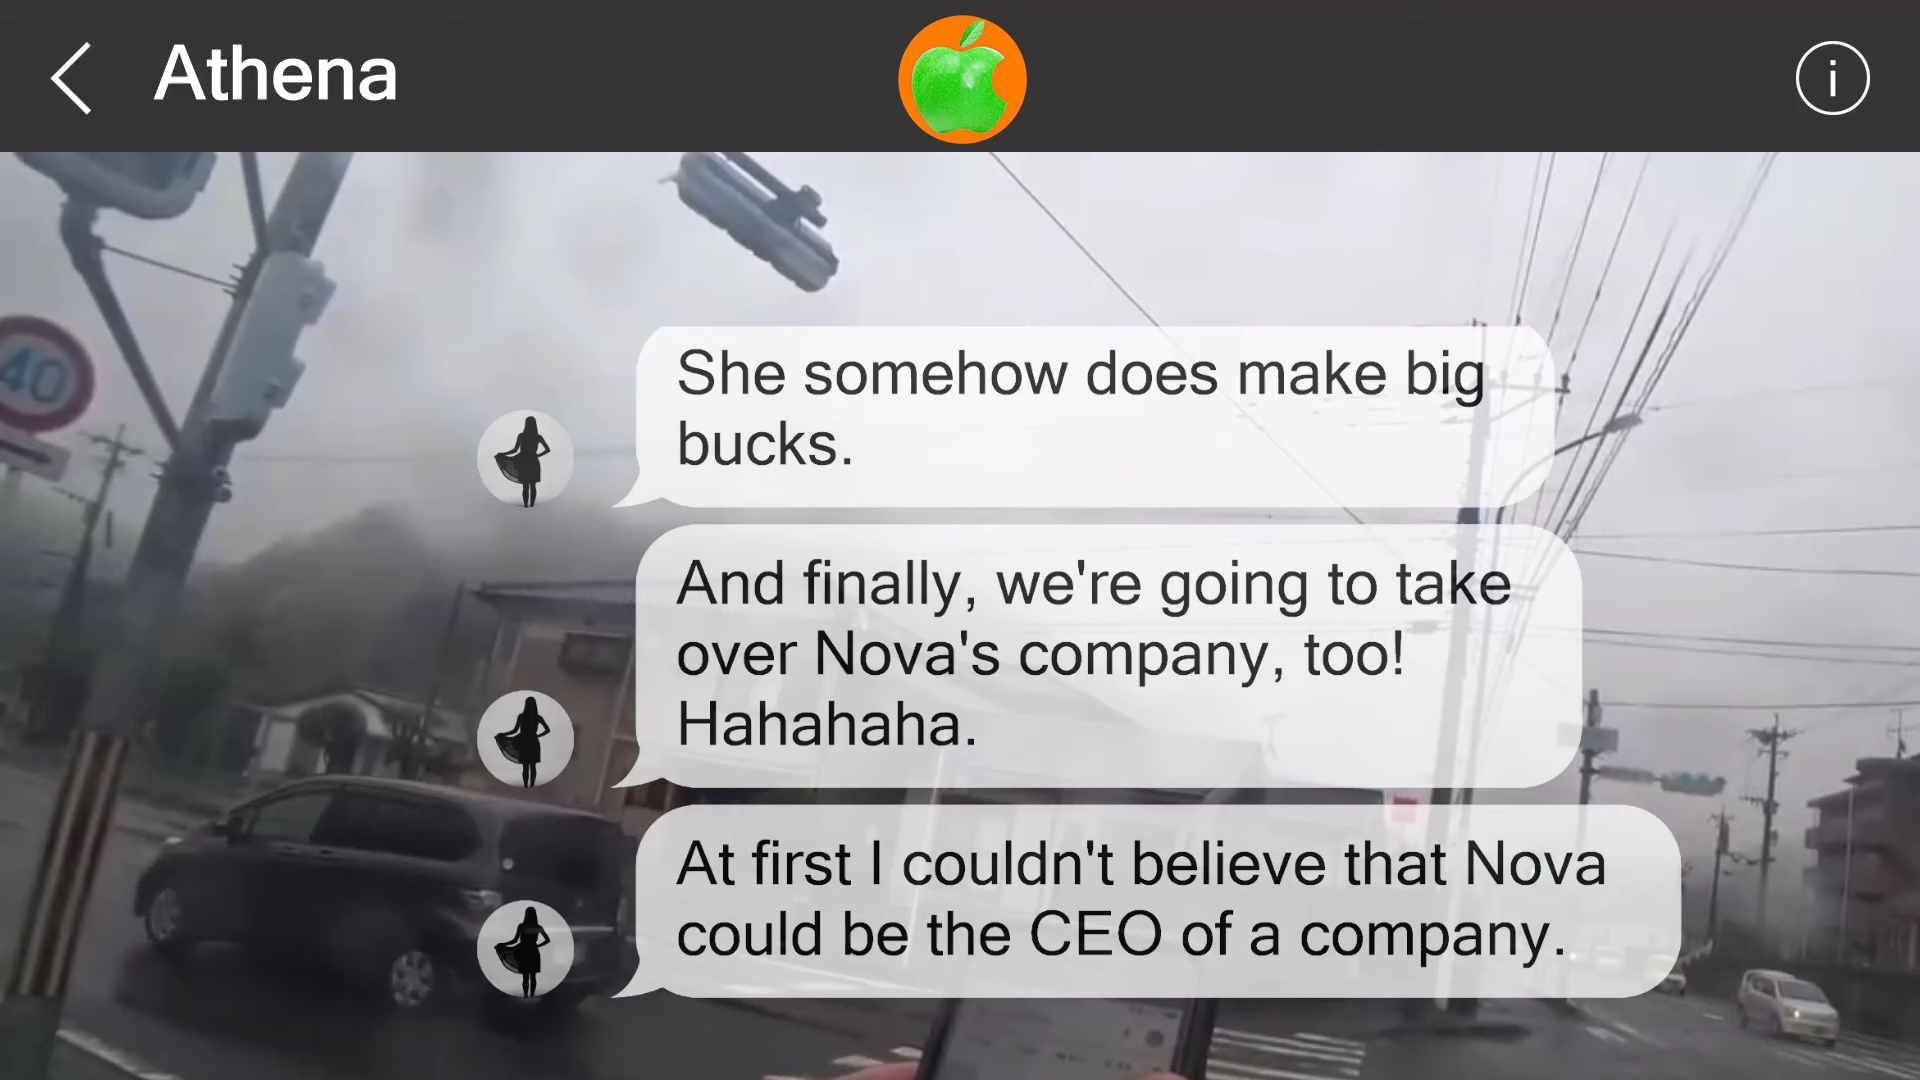 Athena
i
She somehow does make big
bucks.
And finally, we're going to take
over Nova's company, too!
Hahahaha.
At first I couldn't believe that Nova
could be the CEO of a company.
40